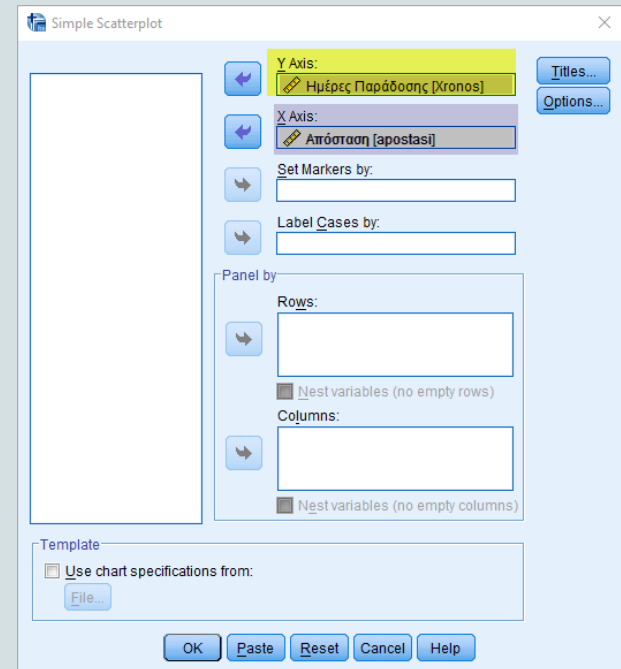 Simple Scatterplot
Y Axis:
Ημέρες Παράδοσης [Xronos]
X Axis:
Απόσταση [apostasi]
Set Markers by:
Label Cases by:
Panel by
Rows:
Nest variables (no empty rows)
Columns:
Nest variables (no empty columns)
Titles...
Options...
Template
Use chart specifications from:
File...
OK Paste Reset Cancel Help